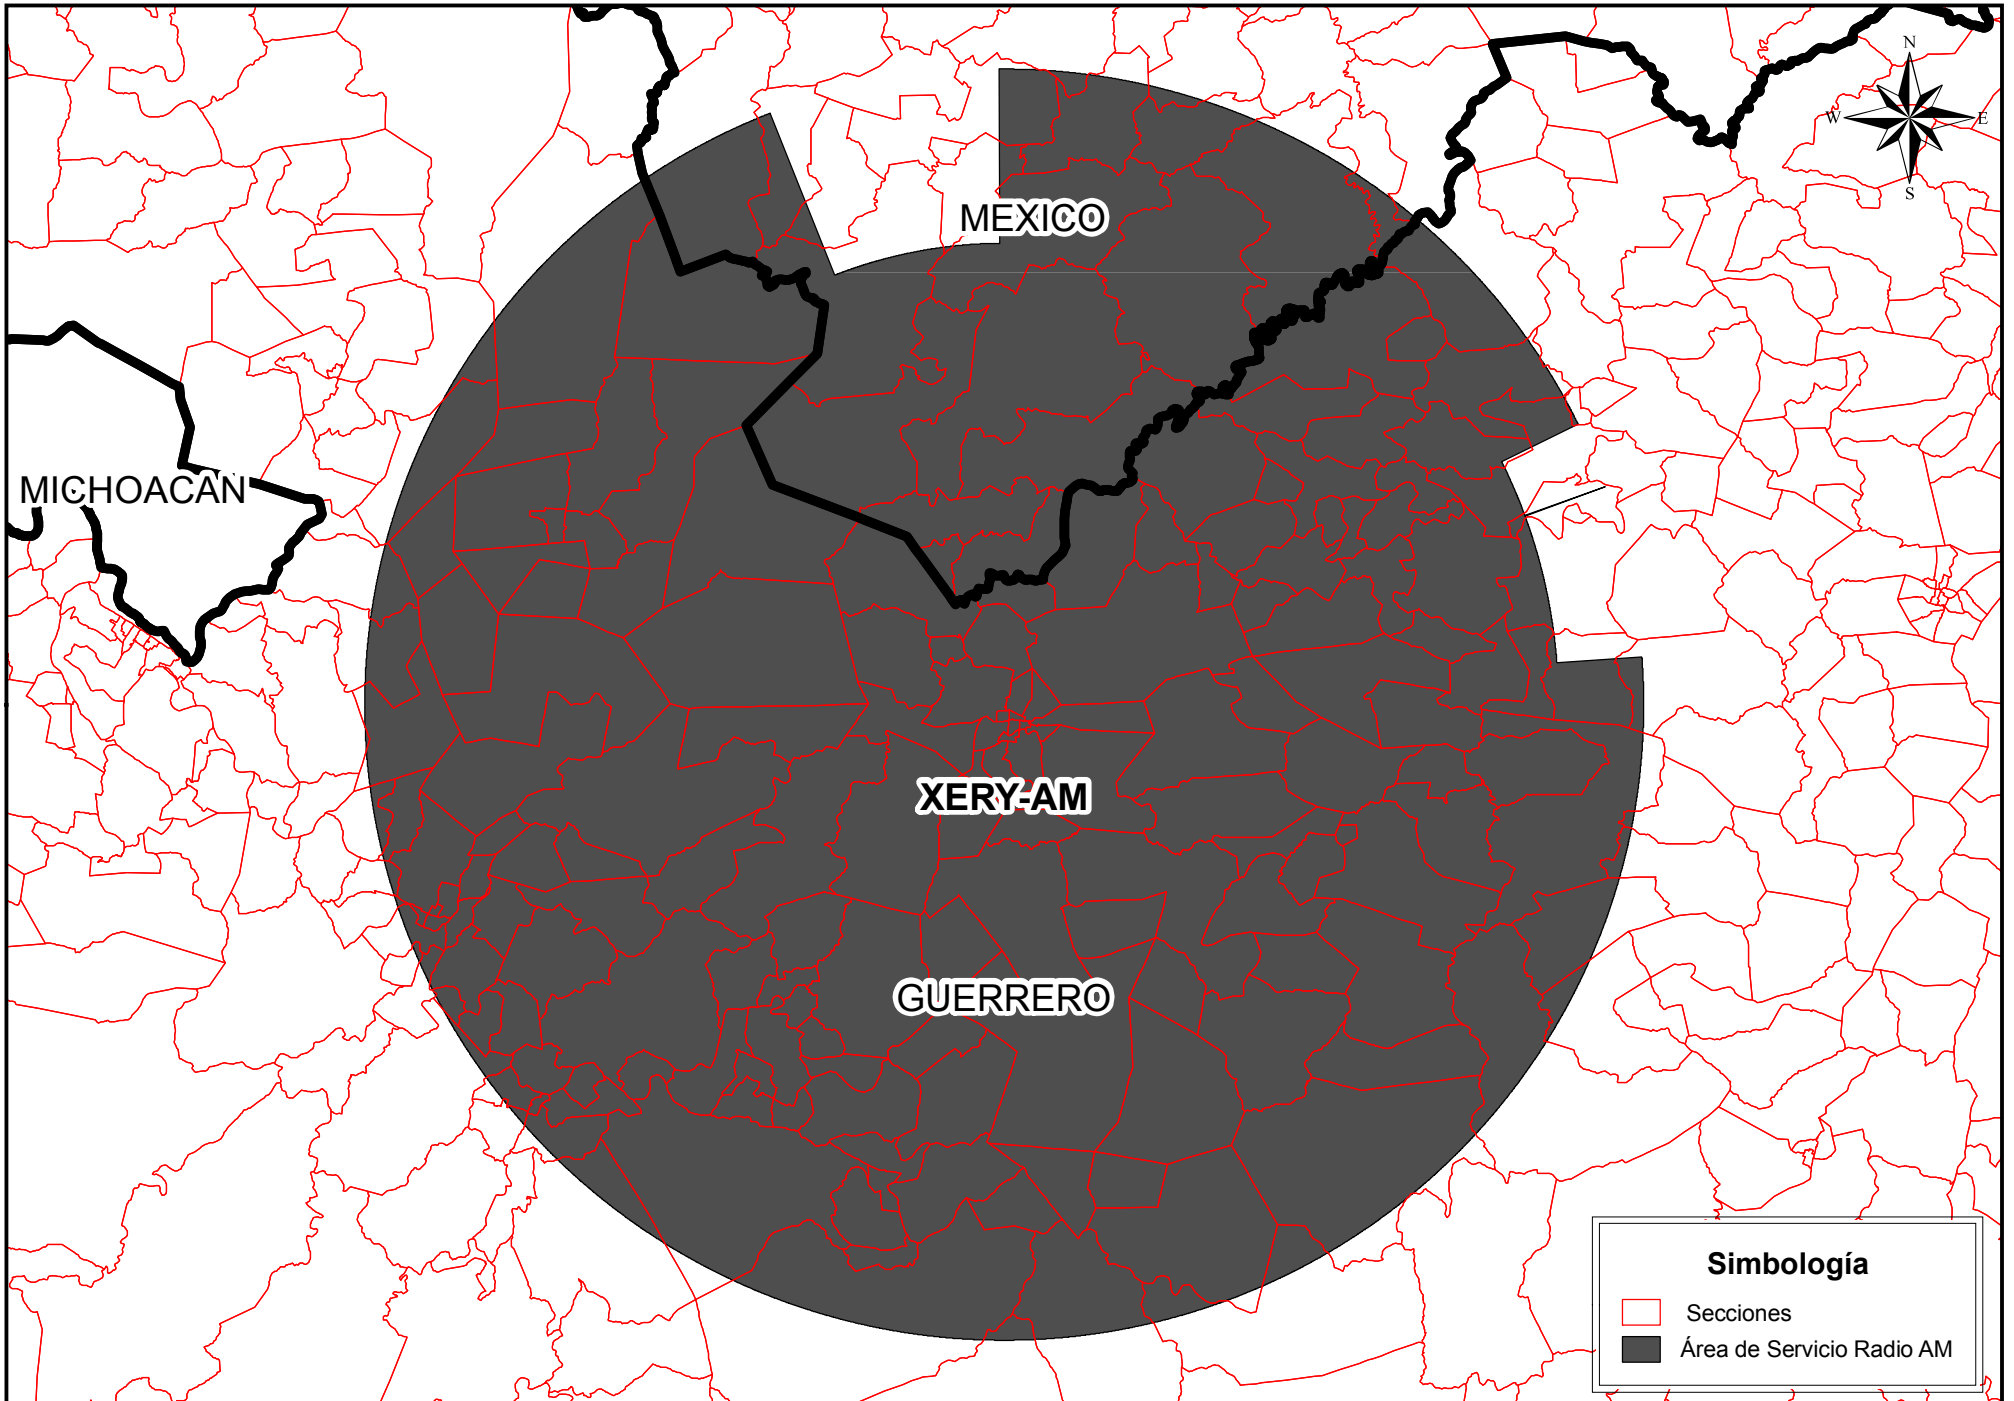 N
W
E
S
MEXICO
MICHOACAN
XERY-AM
GUERRERO
Simbología
Secciones
Área de Servicio Radio AM